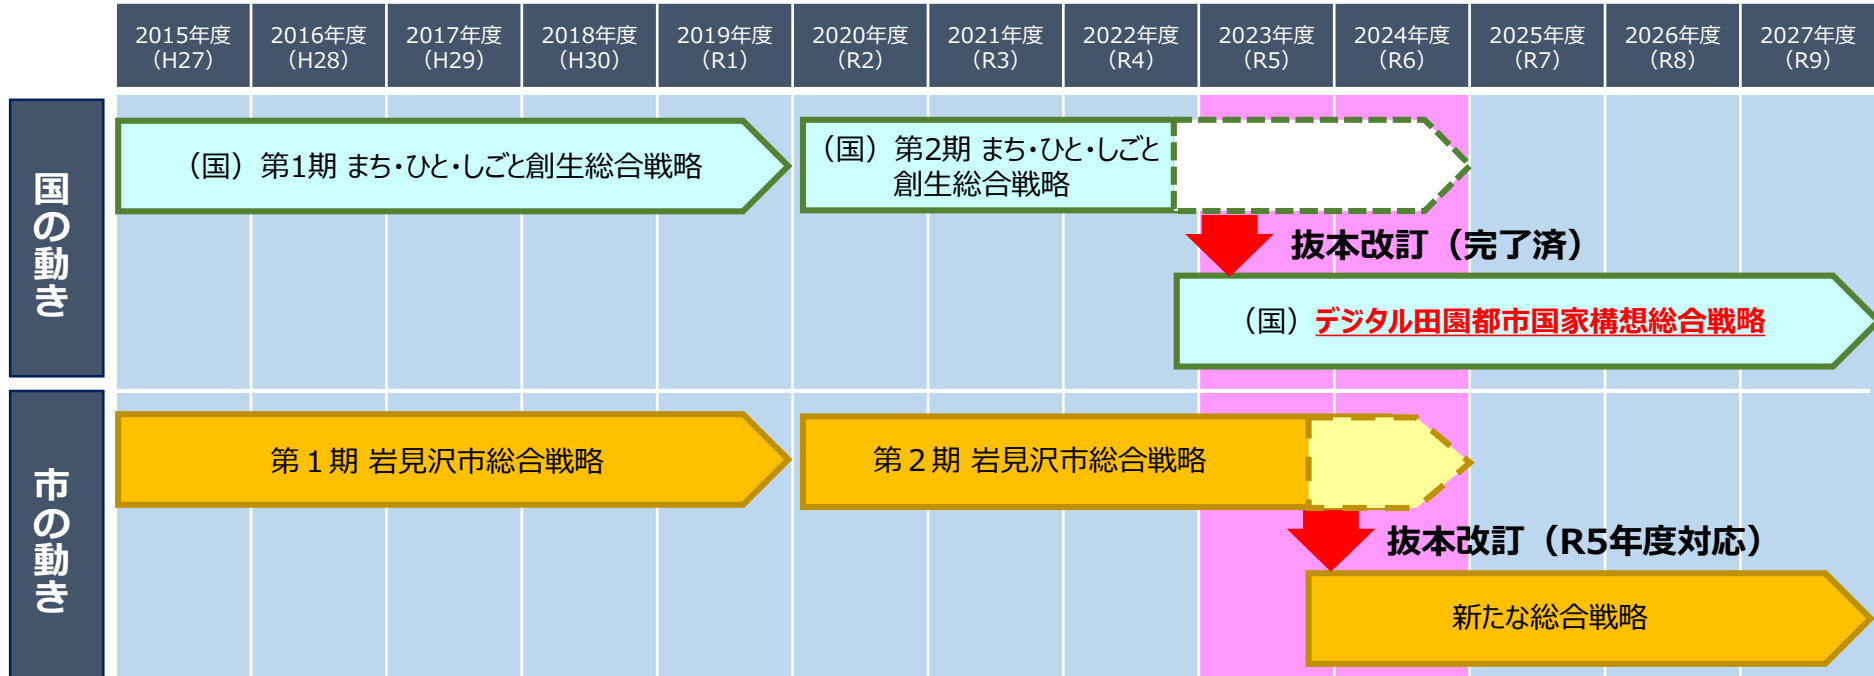 2015年度
(H27)
2016年度
(H28)
2017年度
(H29)
2018年度
(H30)
2019年度
(R1)
2020年度
(R2)
2021年度
(R3)
2022年度
(R4)
2023年度
(R5)
2024年度
(R6)
2025年度
(R7)
2026年度
(R8)
2027年度
(R9)
国の動き
（国）第1期 まち・ひと・しごと創生総合戦略
（国）第2期 まち・ひと・しごと
創生総合戦略
抜本改訂（完了済）
（国）デジタル田園都市国家構想総合戦略
市の動き
第１期 岩見沢市総合戦略
第２期 岩見沢市総合戦略
抜本改訂（R5年度対応）
新たな総合戦略